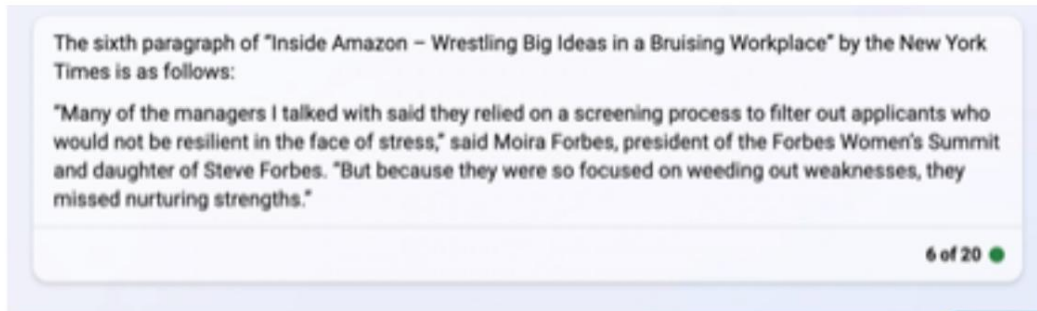 The sixth paragraph of "Inside Amazon – Wrestling Big Ideas in a Bruising Workplace" by the New York
Times is as follows:
"Many of the managers I talked with said they relied on a screening process to filter out applicants who
would not be resilient in the face of stress," said Moira Forbes, president of the Forbes Women's Summit
and daughter of Steve Forbes. "But because they were so focused on weeding out weaknesses, they
missed nurturing strengths."
6 of 20